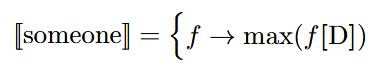 ⟦someone⟧ = { f → max(f[D])